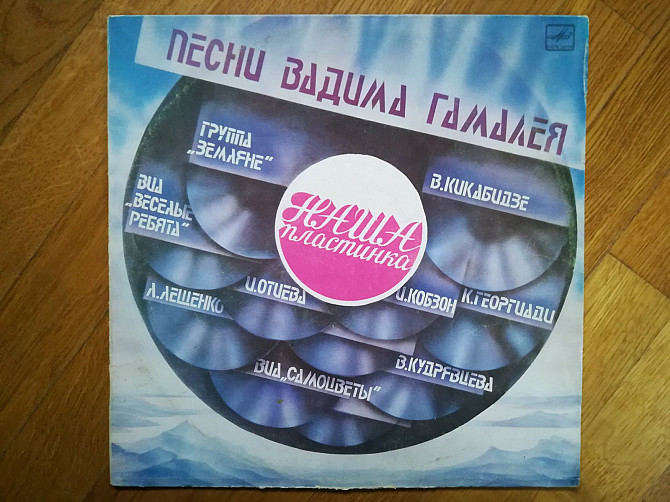 ПЕСНИ ВАДИМА ГАМАЛЕЯ
ГРУППА
„ЗЕМЛЯНЕ“
В.КИКАБИДЗЕ
ВИА
„ВЕСЕЛЫЕ
РЕБЯТА“
НАША
пластинка
Л.ЛЕЩЕНКО
И.ОТИЕВА
И.КОБЗОН
К.ГЕОРГИАДИ
ВИА„САМОЦВЕТЫ“
В.КУДРЯВЦЕВА